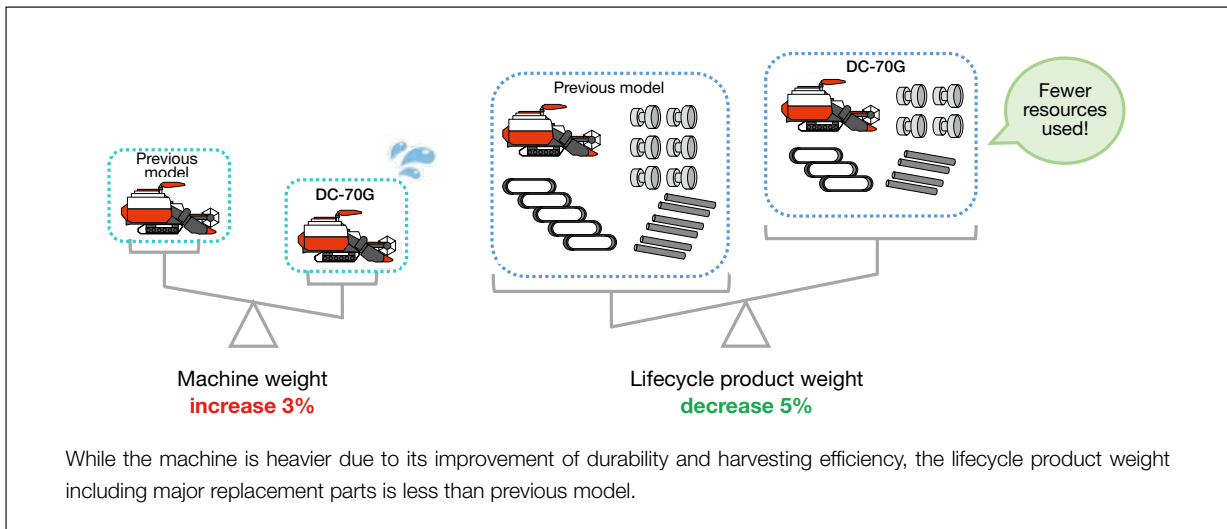 Previous
model
DC-70G
Machine weight
increase 3%
Previous model
DC-70G
Fewer
resources
used!
Lifecycle product weight
decrease 5%
While the machine is heavier due to its improvement of durability and harvesting efficiency, the lifecycle product weight
including major replacement parts is less than previous model.